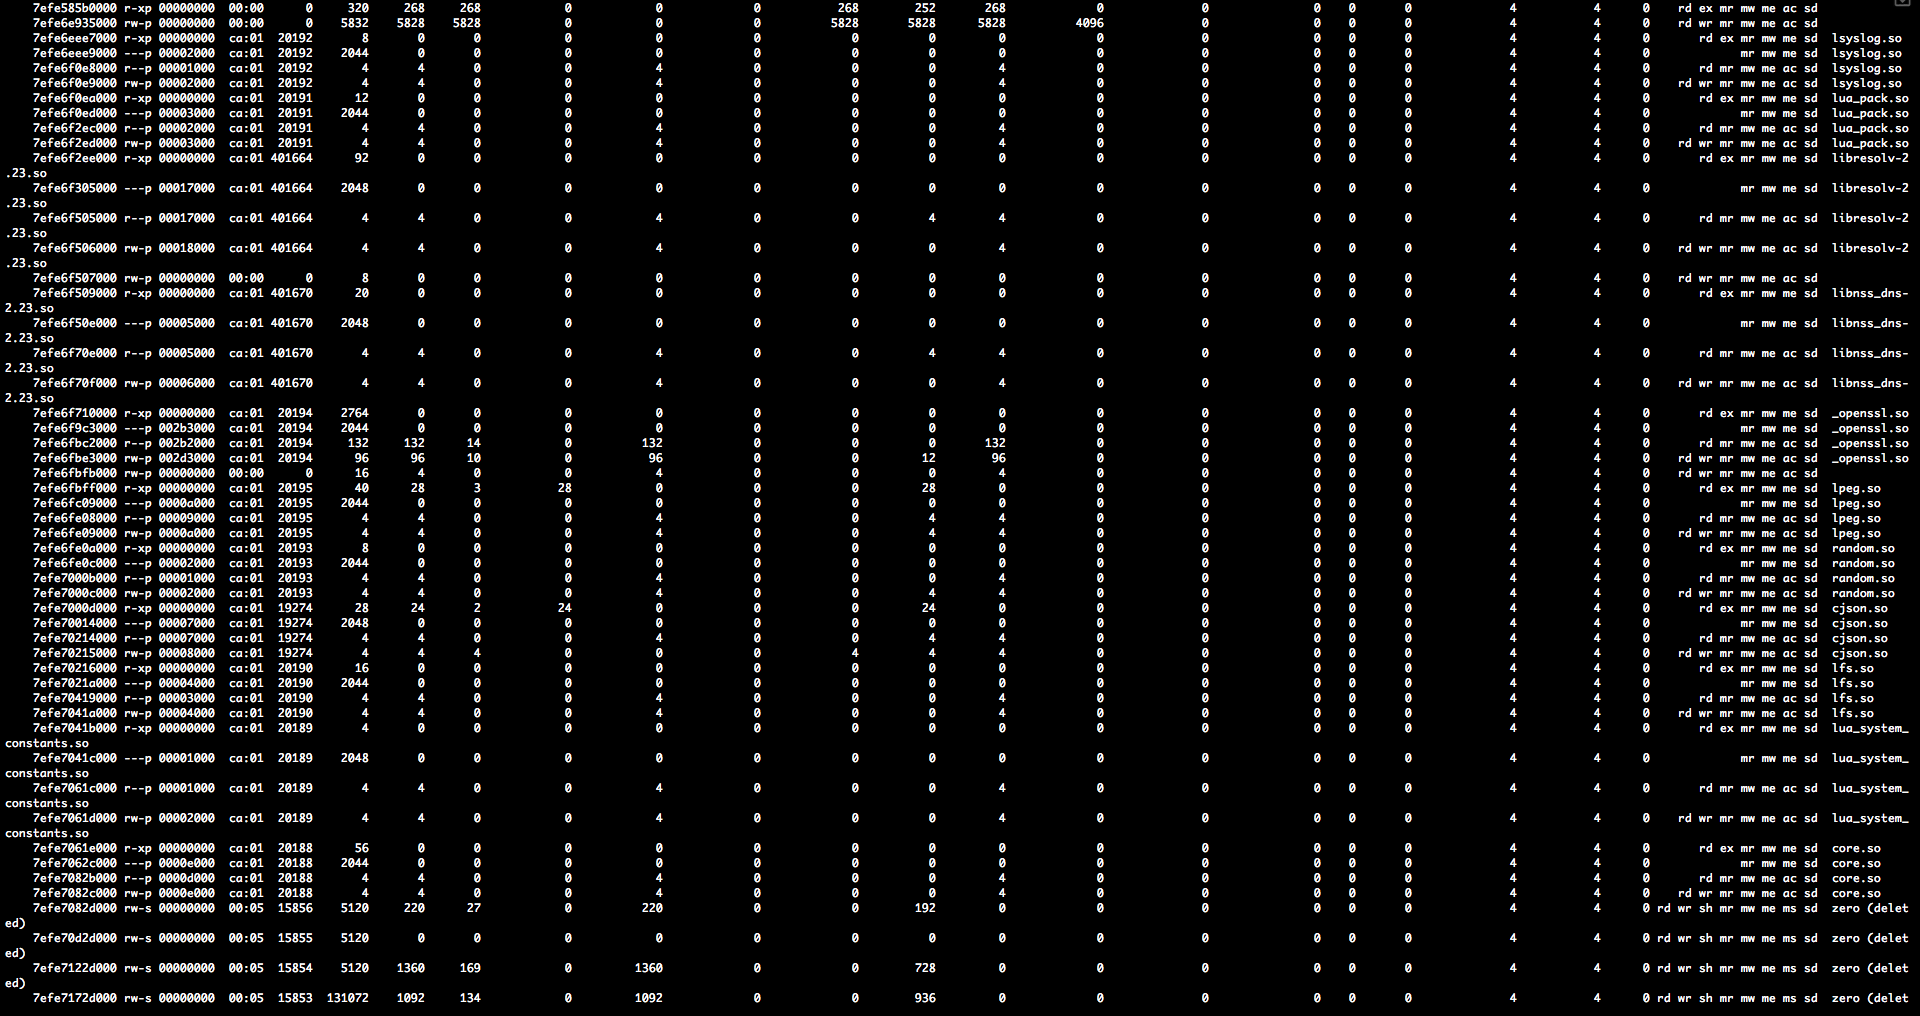 7efe585b0000 r-xp 00000000 00:00 0 320 268 268 0 0 0 268 252 268 0 0 0 0 4 4 0 rd ex mr mw me ac sd
7efe6e935000 rw-p 00000000 00:00 0 5832 5828 5828 0 0 0 5828 5828 5828 4096 0 0 0 4 4 0 rd wr mr mw me ac sd
7efe6eee7000 r-xp 00000000 ca:01 20192 8 0 0 0 0 0 0 0 0 0 0 0 0 4 4 0 rd ex mr mw me sd lsyslog.so
7efe6eee9000 ---p 00002000 ca:01 20192 2044 0 0 0 0 0 0 0 0 0 0 0 0 4 4 0 mr mw me sd lsyslog.so
7efe6f0e8000 r--p 00001000 ca:01 20192 4 4 0 0 4 0 0 0 4 0 0 0 0 4 4 0 rd mr mw me ac sd lsyslog.so
7efe6f0e9000 rw-p 00002000 ca:01 20192 4 4 0 0 4 0 0 0 4 0 0 0 0 4 4 0 rd wr mr mw me ac sd lsyslog.so
7efe6f0ea000 r-xp 00000000 ca:01 20191 12 0 0 0 0 0 0 0 0 0 0 0 0 4 4 0 rd ex mr mw me sd lua_pack.so
7efe6f0ed000 ---p 00003000 ca:01 20191 2044 0 0 0 0 0 0 0 0 0 0 0 0 4 4 0 mr mw me sd lua_pack.so
7efe6f2ec000 r--p 00002000 ca:01 20191 4 4 0 0 4 0 0 0 4 0 0 0 0 4 4 0 rd mr mw me ac sd lua_pack.so
7efe6f2ed000 rw-p 00003000 ca:01 20191 4 4 0 0 4 0 0 0 4 0 0 0 0 4 4 0 rd wr mr mw me ac sd lua_pack.so
7efe6f2ee000 r-xp 00000000 ca:01 401664 92 0 0 0 0 0 0 0 0 0 0 0 0 4 4 0 rd ex mr mw me sd libresolv-2
.23.so
7efe6f305000 ---p 00017000 ca:01 401664 2048 0 0 0 0 0 0 0 0 0 0 0 0 4 4 0 mr mw me sd libresolv-2
.23.so
7efe6f505000 r--p 00017000 ca:01 401664 4 4 0 0 4 0 0 4 4 0 0 0 0 4 4 0 rd mr mw me ac sd libresolv-2
.23.so
7efe6f506000 rw-p 00018000 ca:01 401664 4 4 0 0 4 0 0 0 4 0 0 0 0 4 4 0 rd wr mr mw me ac sd libresolv-2
.23.so
7efe6f507000 rw-p 00000000 00:00 0 8 0 0 0 0 0 0 0 0 0 0 0 0 4 4 0 rd wr mr mw me ac sd
7efe6f509000 r-xp 00000000 ca:01 401670 20 0 0 0 0 0 0 0 0 0 0 0 0 4 4 0 rd ex mr mw me sd libnss_dns-
2.23.so
7efe6f50e000 ---p 00005000 ca:01 401670 2048 0 0 0 0 0 0 0 0 0 0 0 0 4 4 0 mr mw me sd libnss_dns-
2.23.so
7efe6f70e000 r--p 00005000 ca:01 401670 4 4 0 0 4 0 0 4 4 0 0 0 0 4 4 0 rd mr mw me ac sd libnss_dns-
2.23.so
7efe6f70f000 rw-p 00006000 ca:01 401670 4 4 0 0 4 0 0 0 4 0 0 0 0 4 4 0 rd wr mr mw me ac sd libnss_dns-
2.23.so
7efe6f710000 r-xp 00000000 ca:01 20194 2764 0 0 0 0 0 0 0 0 0 0 0 0 4 4 0 rd ex mr mw me sd _openssl.so
7efe6f9c3000 ---p 002b3000 ca:01 20194 2044 0 0 0 0 0 0 0 0 0 0 0 0 4 4 0 mr mw me sd _openssl.so
7efe6fbc2000 r--p 002b2000 ca:01 20194 132 132 14 0 132 0 0 0 132 0 0 0 0 4 4 0 rd mr mw me ac sd _openssl.so
7efe6fbe3000 rw-p 002d3000 ca:01 20194 96 96 10 0 96 0 0 12 96 0 0 0 0 4 4 0 rd wr mr mw me ac sd _openssl.so
7efe6fbfb000 rw-p 00000000 00:00 0 16 4 0 0 4 0 0 0 4 0 0 0 0 4 4 0 rd wr mr mw me ac sd
7efe6fbff000 r-xp 00000000 ca:01 20195 40 28 3 28 0 0 0 28 0 0 0 0 0 4 4 0 rd ex mr mw me sd lpeg.so
7efe6fc09000 ---p 0000a000 ca:01 20195 2044 0 0 0 0 0 0 0 0 0 0 0 0 4 4 0 mr mw me sd lpeg.so
7efe6fe08000 r--p 00009000 ca:01 20195 4 4 0 0 4 0 0 4 4 0 0 0 0 4 4 0 rd mr mw me ac sd lpeg.so
7efe6fe09000 rw-p 0000a000 ca:01 20195 4 4 0 0 4 0 0 4 4 0 0 0 0 4 4 0 rd wr mr mw me ac sd lpeg.so
7efe6fe0a000 r-xp 00000000 ca:01 20193 8 0 0 0 0 0 0 0 0 0 0 0 0 4 4 0 rd ex mr mw me sd random.so
7efe6fe0c000 ---p 00002000 ca:01 20193 2044 0 0 0 0 0 0 0 0 0 0 0 0 4 4 0 mr mw me sd random.so
7efe7000b000 r--p 00001000 ca:01 20193 4 4 0 0 4 0 0 0 4 0 0 0 0 4 4 0 rd mr mw me ac sd random.so
7efe7000c000 rw-p 00002000 ca:01 20193 4 4 0 0 4 0 0 4 4 0 0 0 0 4 4 0 rd wr mr mw me ac sd random.so
7efe7000d000 r-xp 00000000 ca:01 19274 28 24 2 24 0 0 0 24 0 0 0 0 0 4 4 0 rd ex mr mw me sd cjson.so
7efe70014000 ---p 00007000 ca:01 19274 2048 0 0 0 0 0 0 0 0 0 0 0 0 4 4 0 mr mw me sd cjson.so
7efe70214000 r--p 00007000 ca:01 19274 4 4 0 0 4 0 0 4 4 0 0 0 0 4 4 0 rd mr mw me ac sd cjson.so
7efe70215000 rw-p 00008000 ca:01 19274 4 4 4 0 0 0 4 4 4 0 0 0 0 4 4 0 rd wr mr mw me ac sd cjson.so
7efe70216000 r-xp 00000000 ca:01 20190 16 0 0 0 0 0 0 0 0 0 0 0 0 4 4 0 rd ex mr mw me sd lfs.so
7efe7021a000 ---p 00004000 ca:01 20190 2044 0 0 0 0 0 0 0 0 0 0 0 0 4 4 0 mr mw me sd lfs.so
7efe70419000 r--p 00003000 ca:01 20190 4 4 0 0 4 0 0 0 4 0 0 0 0 4 4 0 rd mr mw me ac sd lfs.so
7efe7041a000 rw-p 00004000 ca:01 20190 4 4 0 0 4 0 0 0 4 0 0 0 0 4 4 0 rd wr mr mw me ac sd lfs.so
7efe7041b000 r-xp 00000000 ca:01 20189 4 0 0 0 0 0 0 0 0 0 0 0 0 4 4 0 rd ex mr mw me sd lua_system_
constants.so
7efe7041c000 ---p 00001000 ca:01 20189 2048 0 0 0 0 0 0 0 0 0 0 0 0 4 4 0 mr mw me sd lua_system_
constants.so
7efe7061c000 r--p 00001000 ca:01 20189 4 4 0 0 4 0 0 0 4 0 0 0 0 4 4 0 rd mr mw me ac sd lua_system_
constants.so
7efe7061d000 rw-p 00002000 ca:01 20189 4 4 0 0 4 0 0 0 4 0 0 0 0 4 4 0 rd wr mr mw me ac sd lua_system_
constants.so
7efe7061e000 r-xp 00000000 ca:01 20188 56 0 0 0 0 0 0 0 0 0 0 0 0 4 4 0 rd ex mr mw me sd core.so
7efe7062c000 ---p 0000e000 ca:01 20188 2044 0 0 0 0 0 0 0 0 0 0 0 0 4 4 0 mr mw me sd core.so
7efe7082b000 r--p 0000d000 ca:01 20188 4 4 0 0 4 0 0 0 4 0 0 0 0 4 4 0 rd mr mw me ac sd core.so
7efe7082c000 rw-p 0000e000 ca:01 20188 4 4 0 0 4 0 0 0 4 0 0 0 0 4 4 0 rd wr mr mw me ac sd core.so
7efe7082d000 rw-s 00000000 00:05 15856 5120 220 27 0 220 0 0 192 0 0 0 0 0 4 4 0 rd wr sh mr mw me ms sd zero (delet
ed)
7efe70d2d000 rw-s 00000000 00:05 15855 5120 0 0 0 0 0 0 0 0 0 0 0 0 4 4 0 rd wr sh mr mw me ms sd zero (delet
ed)
7efe7122d000 rw-s 00000000 00:05 15854 5120 1360 169 0 1360 0 0 728 0 0 0 0 0 4 4 0 rd wr sh mr mw me ms sd zero (delet
ed)
7efe7172d000 rw-s 00000000 00:05 15853 131072 1092 134 0 1092 0 0 936 0 0 0 0 0 4 4 0 rd wr sh mr mw me ms sd zero (delet